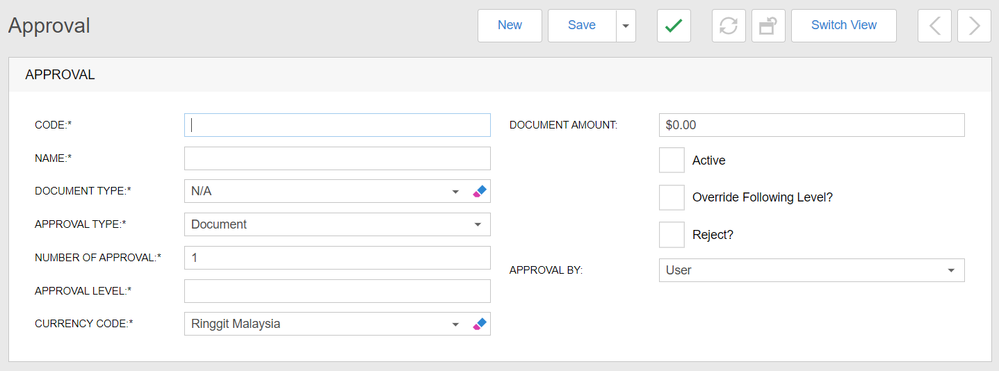 Approval
New
Save
Switch View
APPROVAL
CODE:*
NAME:*
DOCUMENT TYPE:* N/A
APPROVAL TYPE:* Document
NUMBER OF APPROVAL:* 1
APPROVAL LEVEL:*
CURRENCY CODE:* Ringgit Malaysia
DOCUMENT AMOUNT: $0.00
Active
Override Following Level?
Reject?
APPROVAL BY: User